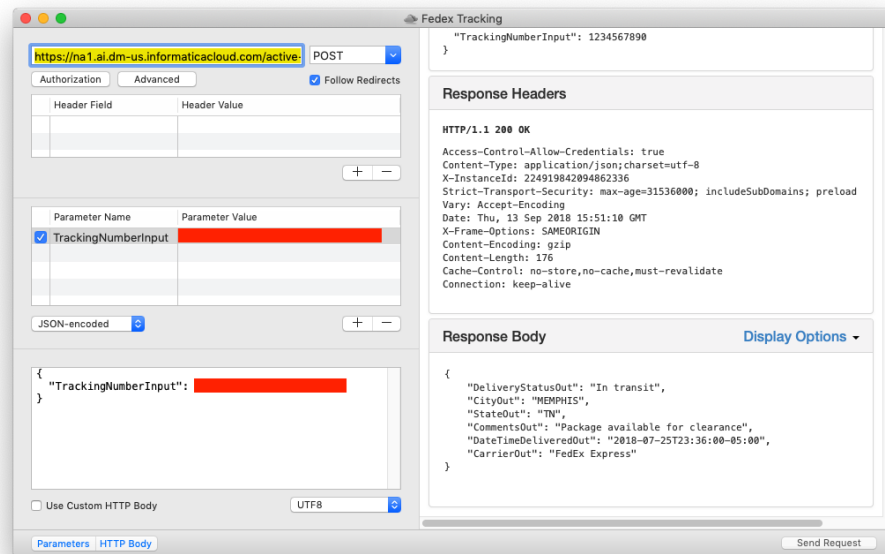 Fedex Tracking
https://na1.ai.dm-us.informaticacloud.com/active-
POST
Authorization
Advanced
Follow Redirects
Header Field Header Value
+ −
Parameter Name Parameter Value
TrackingNumberInput
JSON-encoded
+ −
{
"TrackingNumberInput":
}
Use Custom HTTP Body
UTF8
Parameters HTTP Body
"TrackingNumberInput": 1234567890
}
Response Headers
HTTP/1.1 200 OK
Access-Control-Allow-Credentials: true
Content-Type: application/json;charset=utf-8
X-InstanceId: 224919842094862336
Strict-Transport-Security: max-age=31536000; includeSubDomains; preload
Vary: Accept-Encoding
Date: Thu, 13 Sep 2018 15:51:10 GMT
X-Frame-Options: SAMEORIGIN
Content-Encoding: gzip
Content-Length: 176
Cache-Control: no-store,no-cache,must-revalidate
Connection: keep-alive
Response Body
Display Options
{
"DeliveryStatusOut": "In transit",
"CityOut": "MEMPHIS",
"StateOut": "TN",
"CommentsOut": "Package available for clearance",
"DateTimeDeliveredOut": "2018-07-25T23:36:00-05:00",
"CarrierOut": "FedEx Express"
}
Send Request